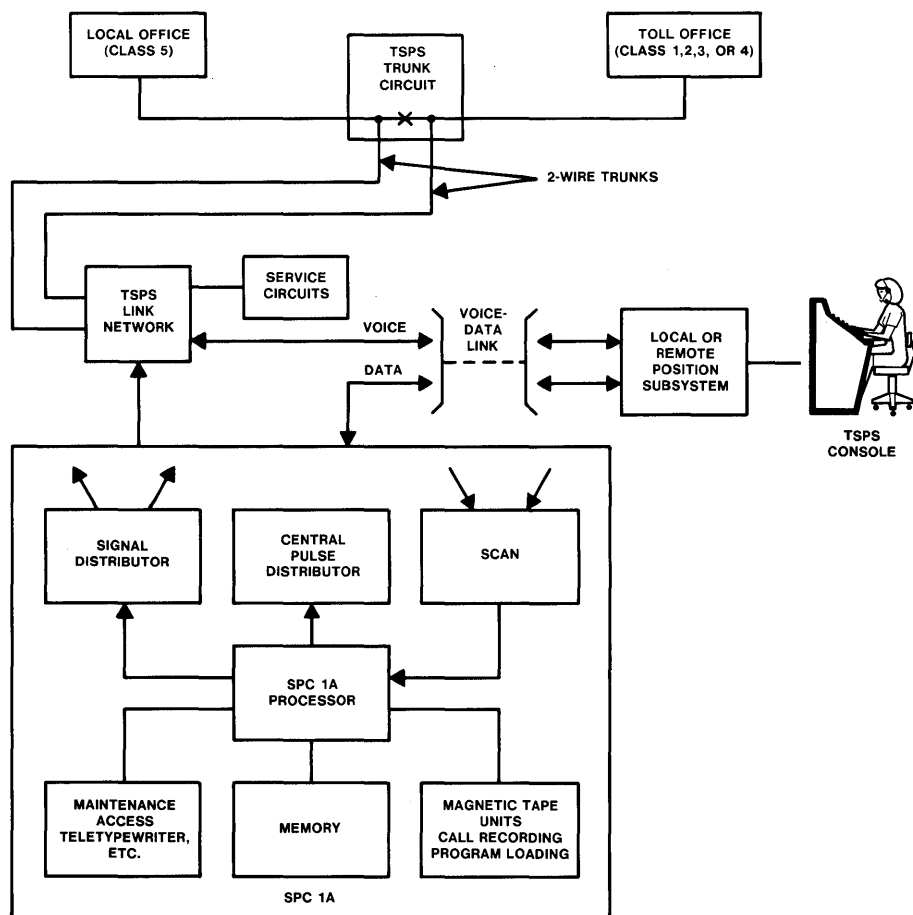 LOCAL OFFICE
(CLASS 5)
TSPS
TRUNK
CIRCUIT
TOLL OFFICE
(CLASS 1,2,3, OR 4)
2-WIRE TRUNKS
TSPS
LINK
NETWORK
SERVICE
CIRCUITS
VOICE
DATA
VOICE-
DATA
LINK
LOCAL OR
REMOTE
POSITION
SUBSYSTEM
TSPS
CONSOLE
SIGNAL
DISTRIBUTOR
CENTRAL
PULSE
DISTRIBUTOR
SCAN
SPC 1A
PROCESSOR
MAINTENANCE
ACCESS
TELETYPEWRITER,
ETC.
MEMORY
MAGNETIC TAPE
UNITS
CALL RECORDING
PROGRAM LOADING
SPC 1A